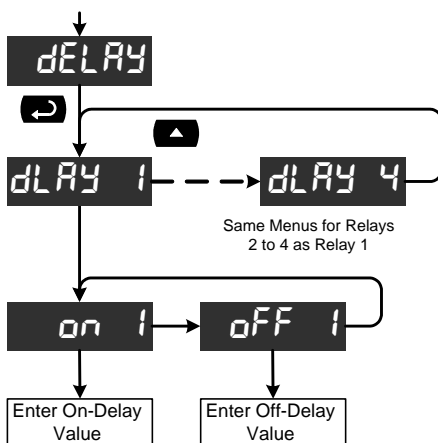 dELAY
dLAY 1
dLAY 4
Same Menus for Relays
2 to 4 as Relay 1
on 1
oFF 1
Enter On-Delay
Value
Enter Off-Delay
Value